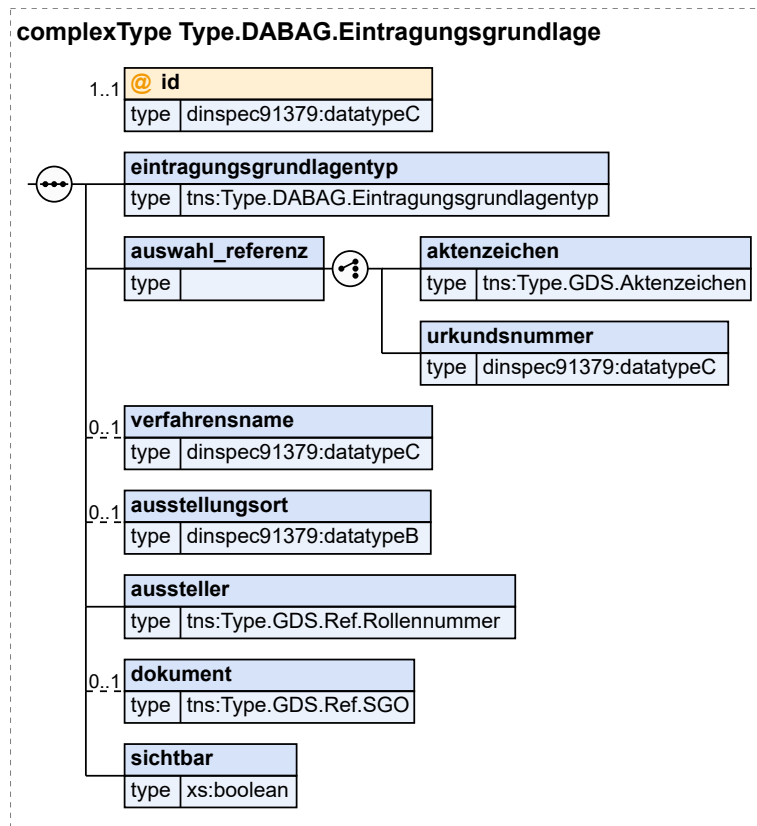 complexType Type.DABAG.Eintragungsgrundlage
1..1 @ id
type dinspec91379:datatypeC
eintragungsgrundlagentyp
type tns:Type.DABAG.Eintragungsgrundlagentyp
auswahl_referenz aktenzeichen
type type tns:Type.GDS.Aktenzeichen
urkundsnummer
type dinspec91379:datatypeC
0..1 verfahrensname
type dinspec91379:datatypeC
0..1 ausstellungsort
type dinspec91379:datatypeB
aussteller
type tns:Type.GDS.Ref.Rollennummer
0..1 dokument
type tns:Type.GDS.Ref.SGO
sichtbar
type xs:boolean